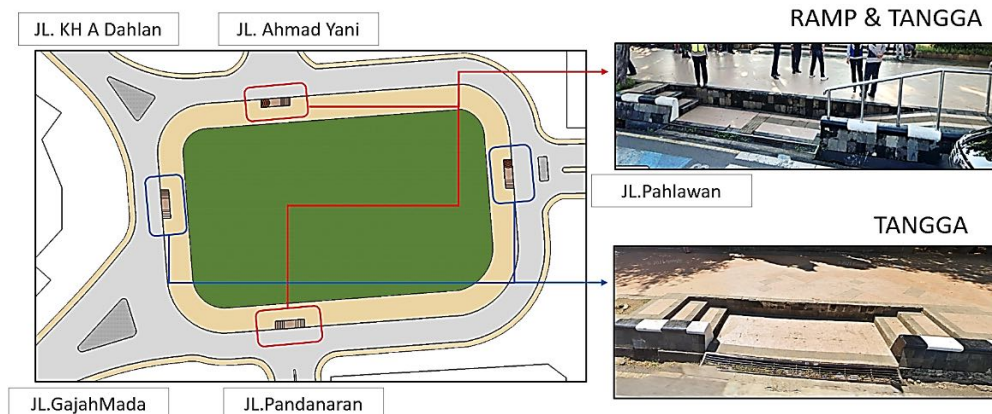 JL. KH A Dahlan
JL. Ahmad Yani
RAMP & TANGGA
JL.Pahlawan
TANGGA
JL.GajahMada
JL.Pandanaran